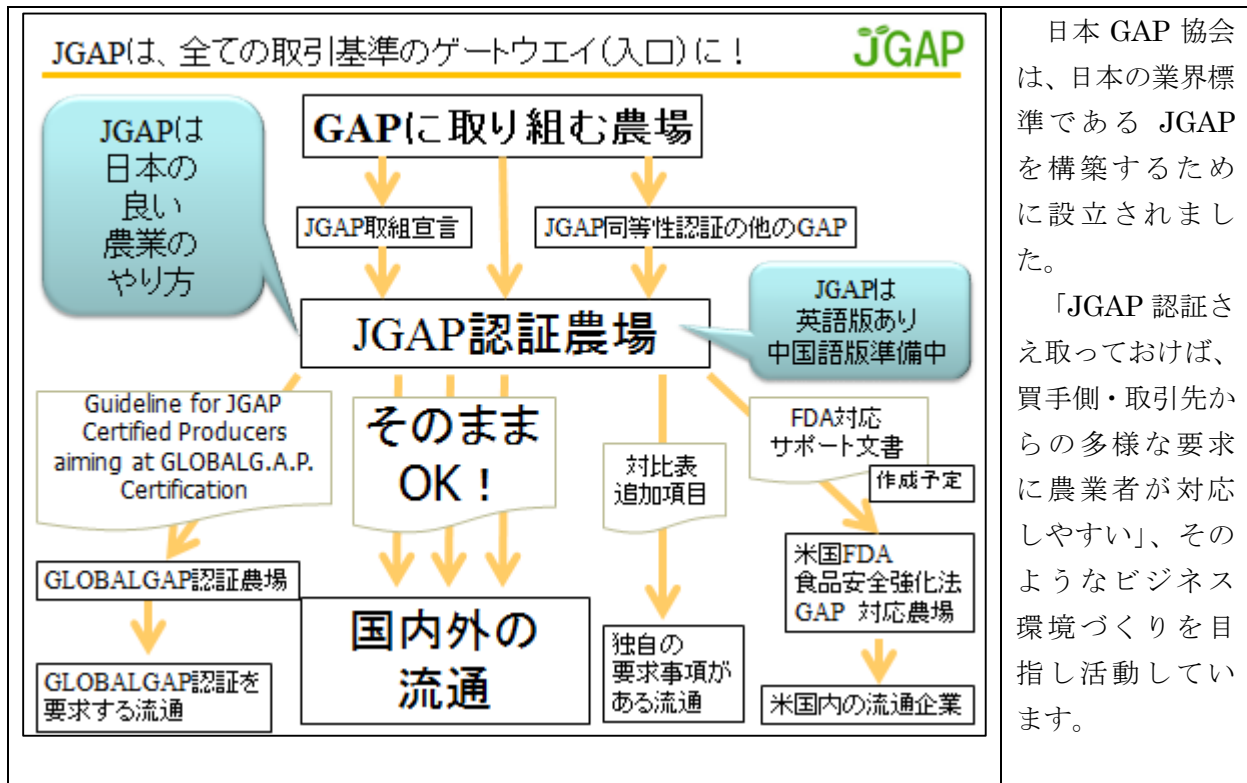 JGAPは、全ての取引基準のゲートウエイ(入口)に！
JGAP
JGAPは
日本の
良い
農業の
やり方
GAPに取り組む農場
JGAP取組宣言
JGAP同等性認証の他のGAP
JGAP認証農場
JGAPは
英語版あり
中国語版準備中
Guideline for JGAP
Certified Producers
aiming at GLOBALG.A.P.
Certification
そのまま
OK！
対比表
追加項目
FDA対応
サポート文書
作成予定
GLOBALGAP認証農場
GLOBALGAP認証を
要求する流通
国内外の
流通
独自の
要求事項が
ある流通
米国FDA
食品安全強化法
GAP 対応農場
米国内の流通企業
日本 GAP 協会
は、日本の業界標
準である JGAP
を構築するため
に設立されまし
た。
「JGAP 認証さ
え取っておけば、
買手側・取引先か
らの多様な要求
に農業者が対応
しやすい」、その
ようなビジネス
環境づくりを目
指し活動してい
ます。